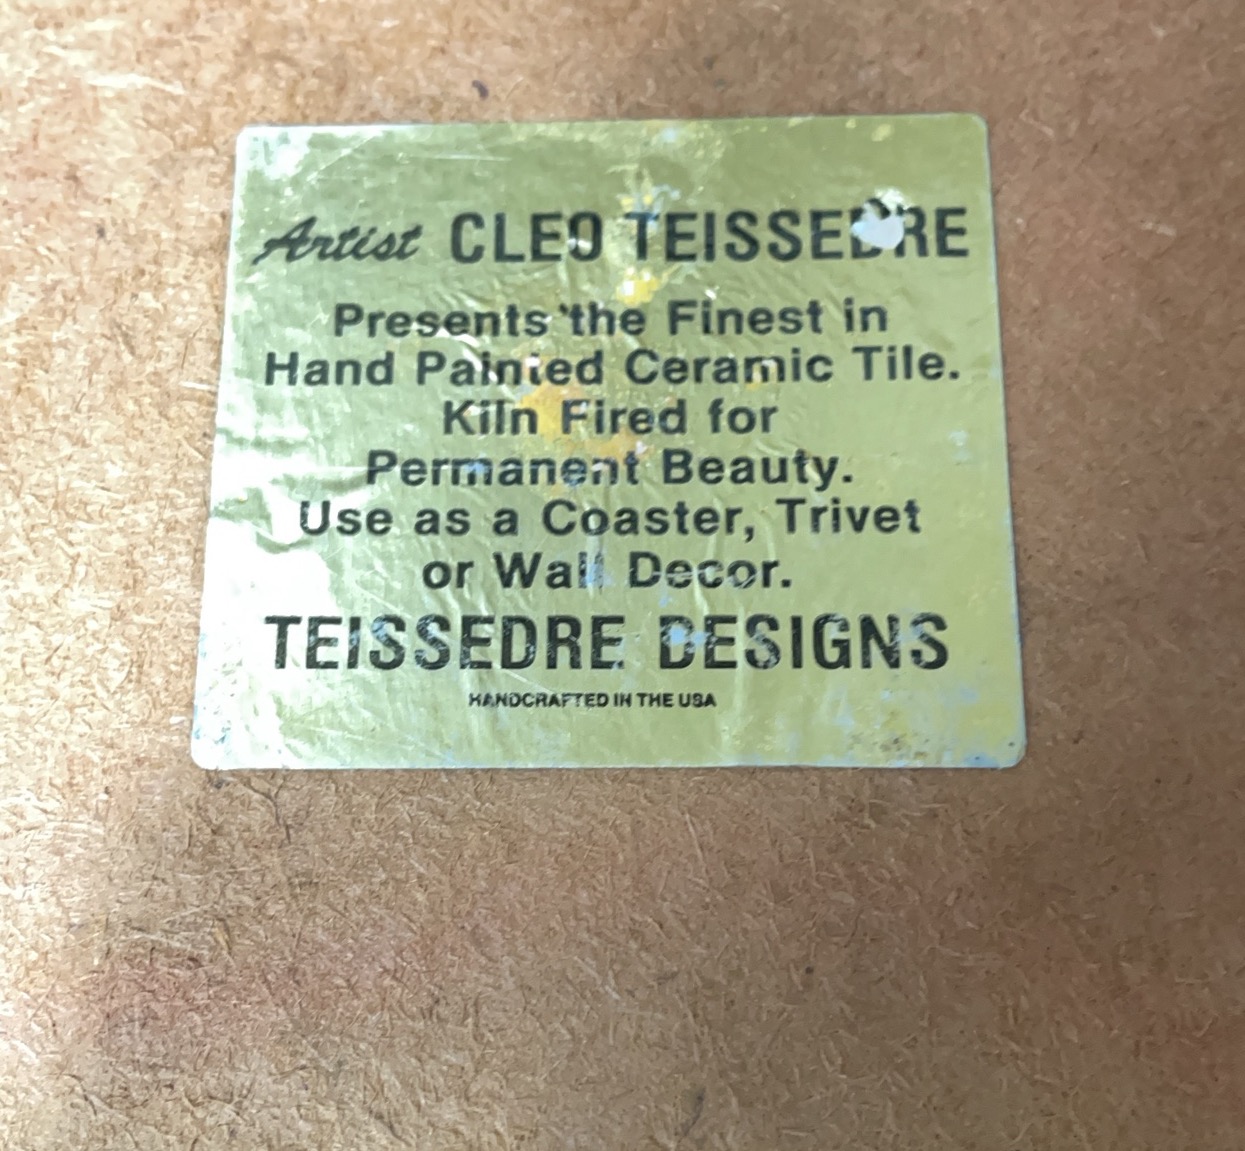 Artist CLEO TEISSEDRE
Presents the Finest in
Hand Painted Ceramic Tile.
Kiln Fired for
Permanent Beauty.
Use as a Coaster, Trivet
or Wall Decor.
TEISSEDRE DESIGNS
HANDCRAFTED IN THE USA